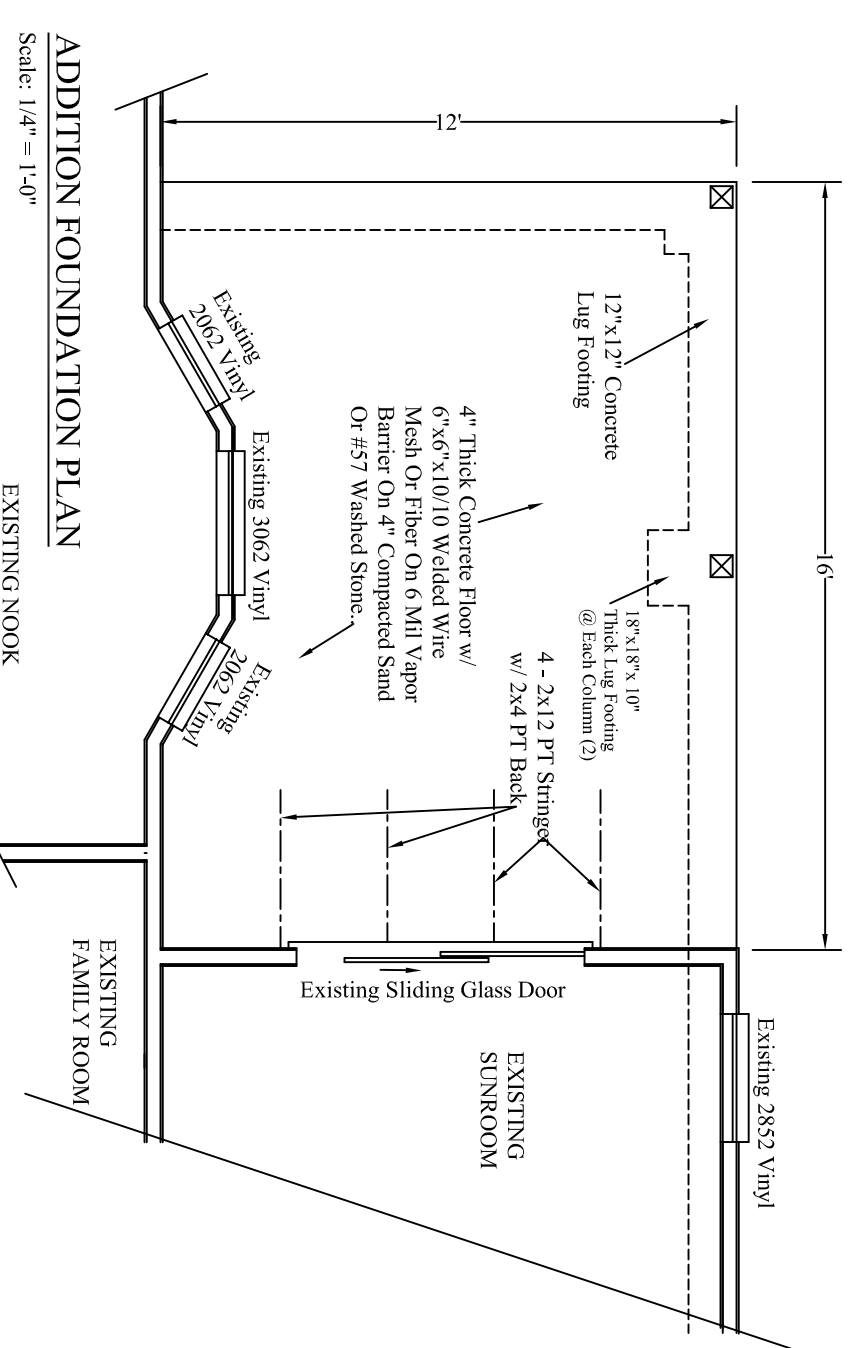 16'
12'
12"x12" Concrete
Lug Footing
18"x18"x 10"
Thick Lug Footing
@ Each Column (2)
4 - 2x12 PT Stringer
w/ 2x4 PT Back
4" Thick Concrete Floor w/
6"x6"x10/10 Welded Wire
Mesh Or Fiber On 6 Mil Vapor
Barrier On 4" Compacted Sand
Or #57 Washed Stone.
Existing
2062 Vinyl
Existing 3062 Vinyl
Existing
2062 Vinyl
Existing 2852 Vinyl
Existing Sliding Glass Door
EXISTING
SUNROOM
EXISTING
FAMILY ROOM
EXISTING NOOK
ADDITION FOUNDATION PLAN
Scale: 1/4" = 1'-0"